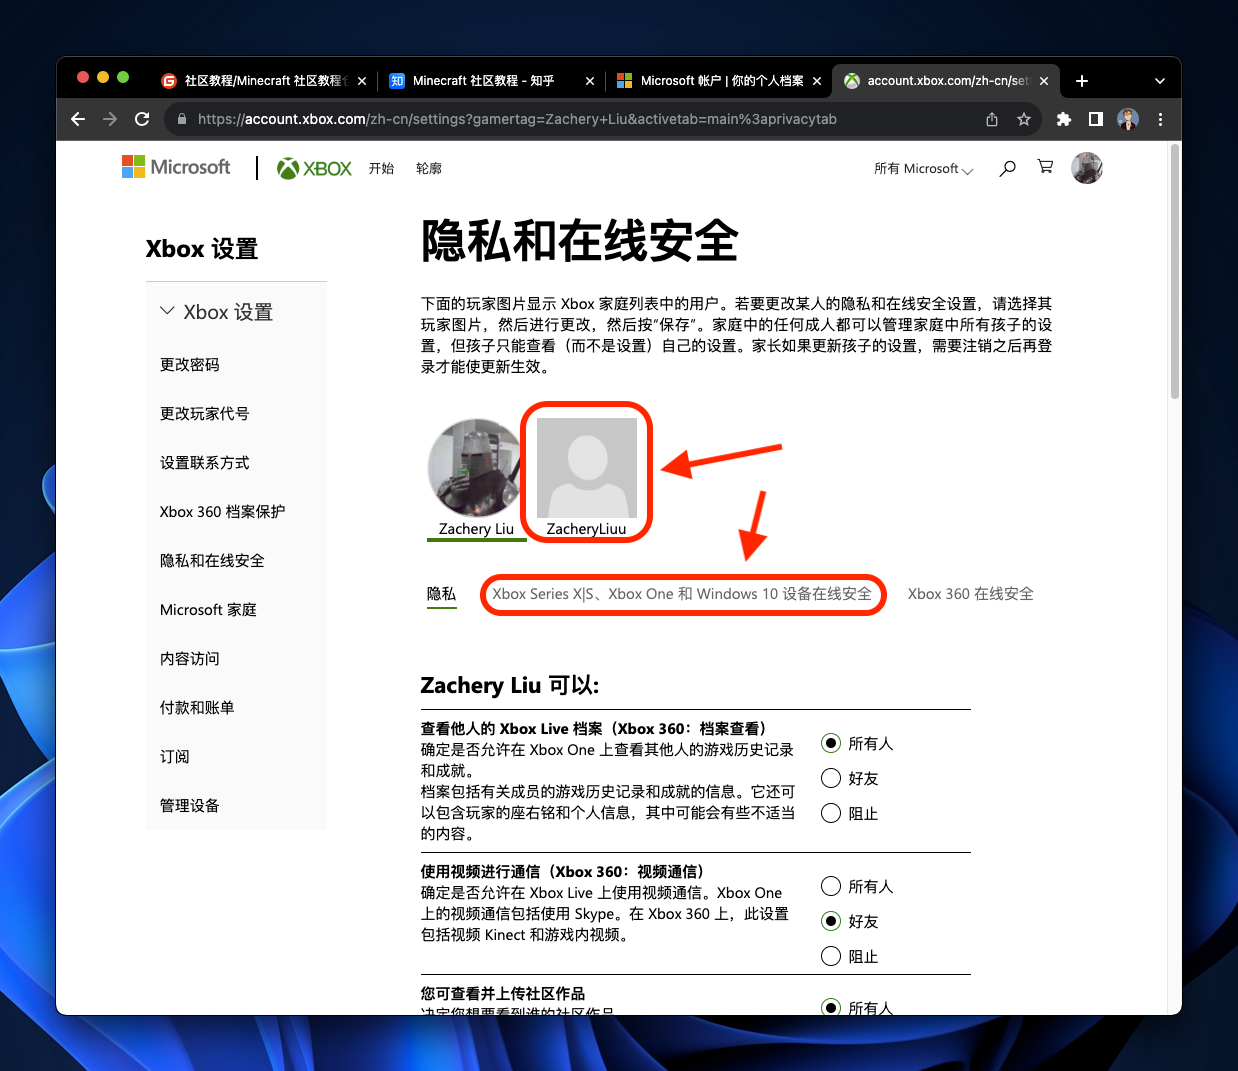 社区教程/Minecraft 社区教程
Minecraft 社区教程 - 知乎
Microsoft 帐户 | 你的个人档案
account.xbox.com/zh-cn/set
https://account.xbox.com/zh-cn/settings?gamertag=Zachery+Liu&activetab=main%3aprivacytab
Microsoft
XBOX
开始
轮廓
所有 Microsoft
Xbox 设置
Xbox 设置
更改密码
更改玩家代号
设置联系方式
Xbox 360 档案保护
隐私和在线安全
Microsoft 家庭
内容访问
付款和账单
订阅
管理设备
隐私和在线安全
下面的玩家图片显示 Xbox 家庭列表中的用户。若要更改某人的隐私和在线安全设置，请选择其
玩家图片，然后进行更改，然后按“保存”。家庭中的任何成人都可以管理家庭中所有孩子的设
置，但孩子只能查看（而不是设置）自己的设置。家长如果更新孩子的设置，需要注销之后再登
录才能使更新生效。
Zachery Liu
ZacheryLiuu
隐私
Xbox Series X|S、Xbox One 和 Windows 10 设备在线安全
Xbox 360 在线安全
Zachery Liu 可以:
查看他人的 Xbox Live 档案（Xbox 360：档案查看）
确定是否允许在 Xbox One 上查看其他人的游戏历史记录
和成就。
档案包括有关成员的游戏历史记录和成就的信息。它还可
以包含玩家的座右铭和个人信息，其中可能会有些不适当
的内容。
所有人
好友
阻止
使用视频进行通信（Xbox 360：视频通信）
确定是否允许在 Xbox Live 上使用视频通信。Xbox One
上的视频通信包括使用 Skype。在 Xbox 360 上，此设置
包括视频 Kinect 和游戏内视频。
所有人
好友
阻止
您可查看并上传社区作品
决定您想要看到谁的社区作品
所有人